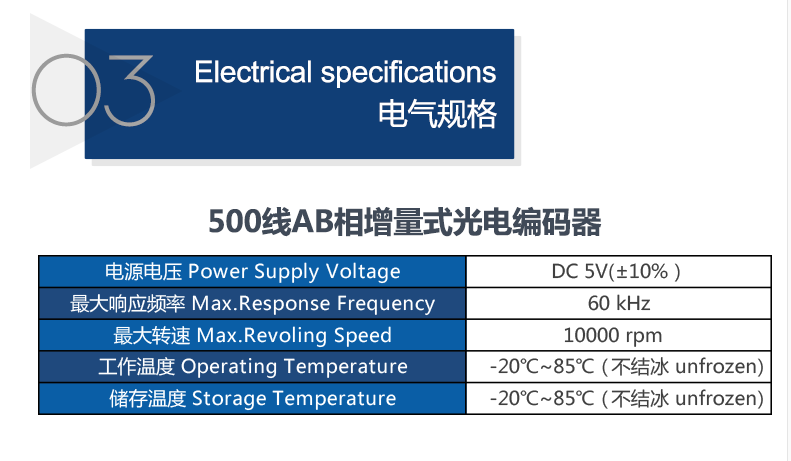 03
Electrical specifications
电气规格
500线AB相增量式光电编码器
电源电压 Power Supply Voltage DC 5V(±10% )
最大响应频率 Max.Response Frequency 60 kHz
最大转速 Max.Revoling Speed 10000 rpm
工作温度 Operating Temperature -20℃~85℃ (不结冰 unfrozen)
储存温度 Storage Temperature -20℃~85℃ (不结冰 unfrozen)